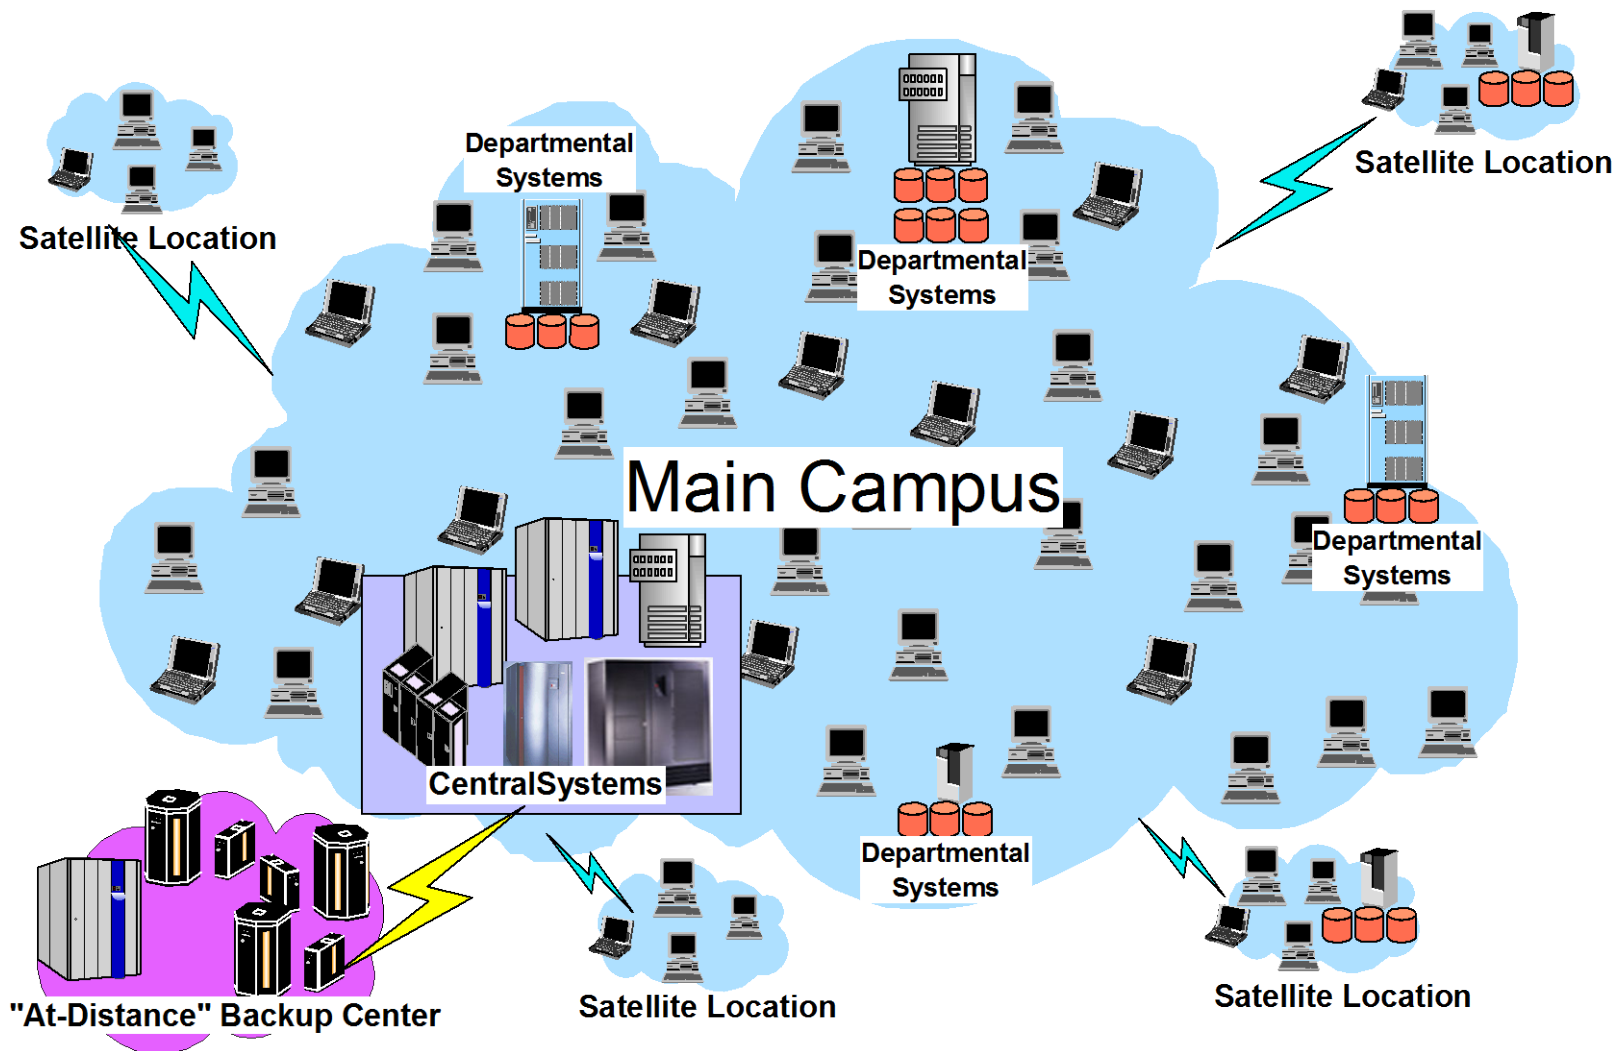 Satellite Location
Departmental
Systems
Satellite Location
Departmental
Systems
Main Campus
Departmental
Systems
CentralSystems
Departmental
Systems
"At-Distance" Backup Center
Satellite Location
Satellite Location